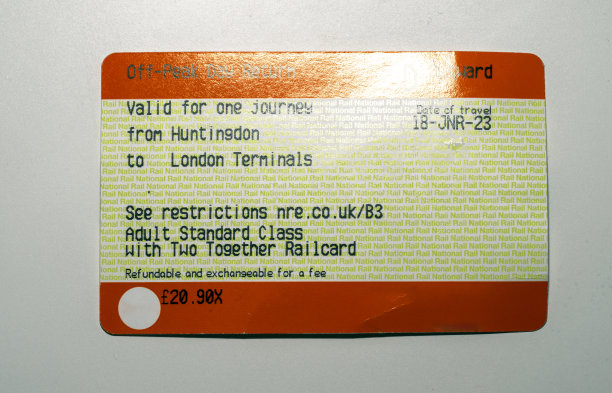 Off-Peak Day Return
Valid for one journey
Date of travel
18-JNR-23
from Huntingdon
to London Terminals
See restrictions nre.co.uk/B3
Adult Standard Class
with Two Together Railcard
Refundable and exchangeable for a fee
£20.90X